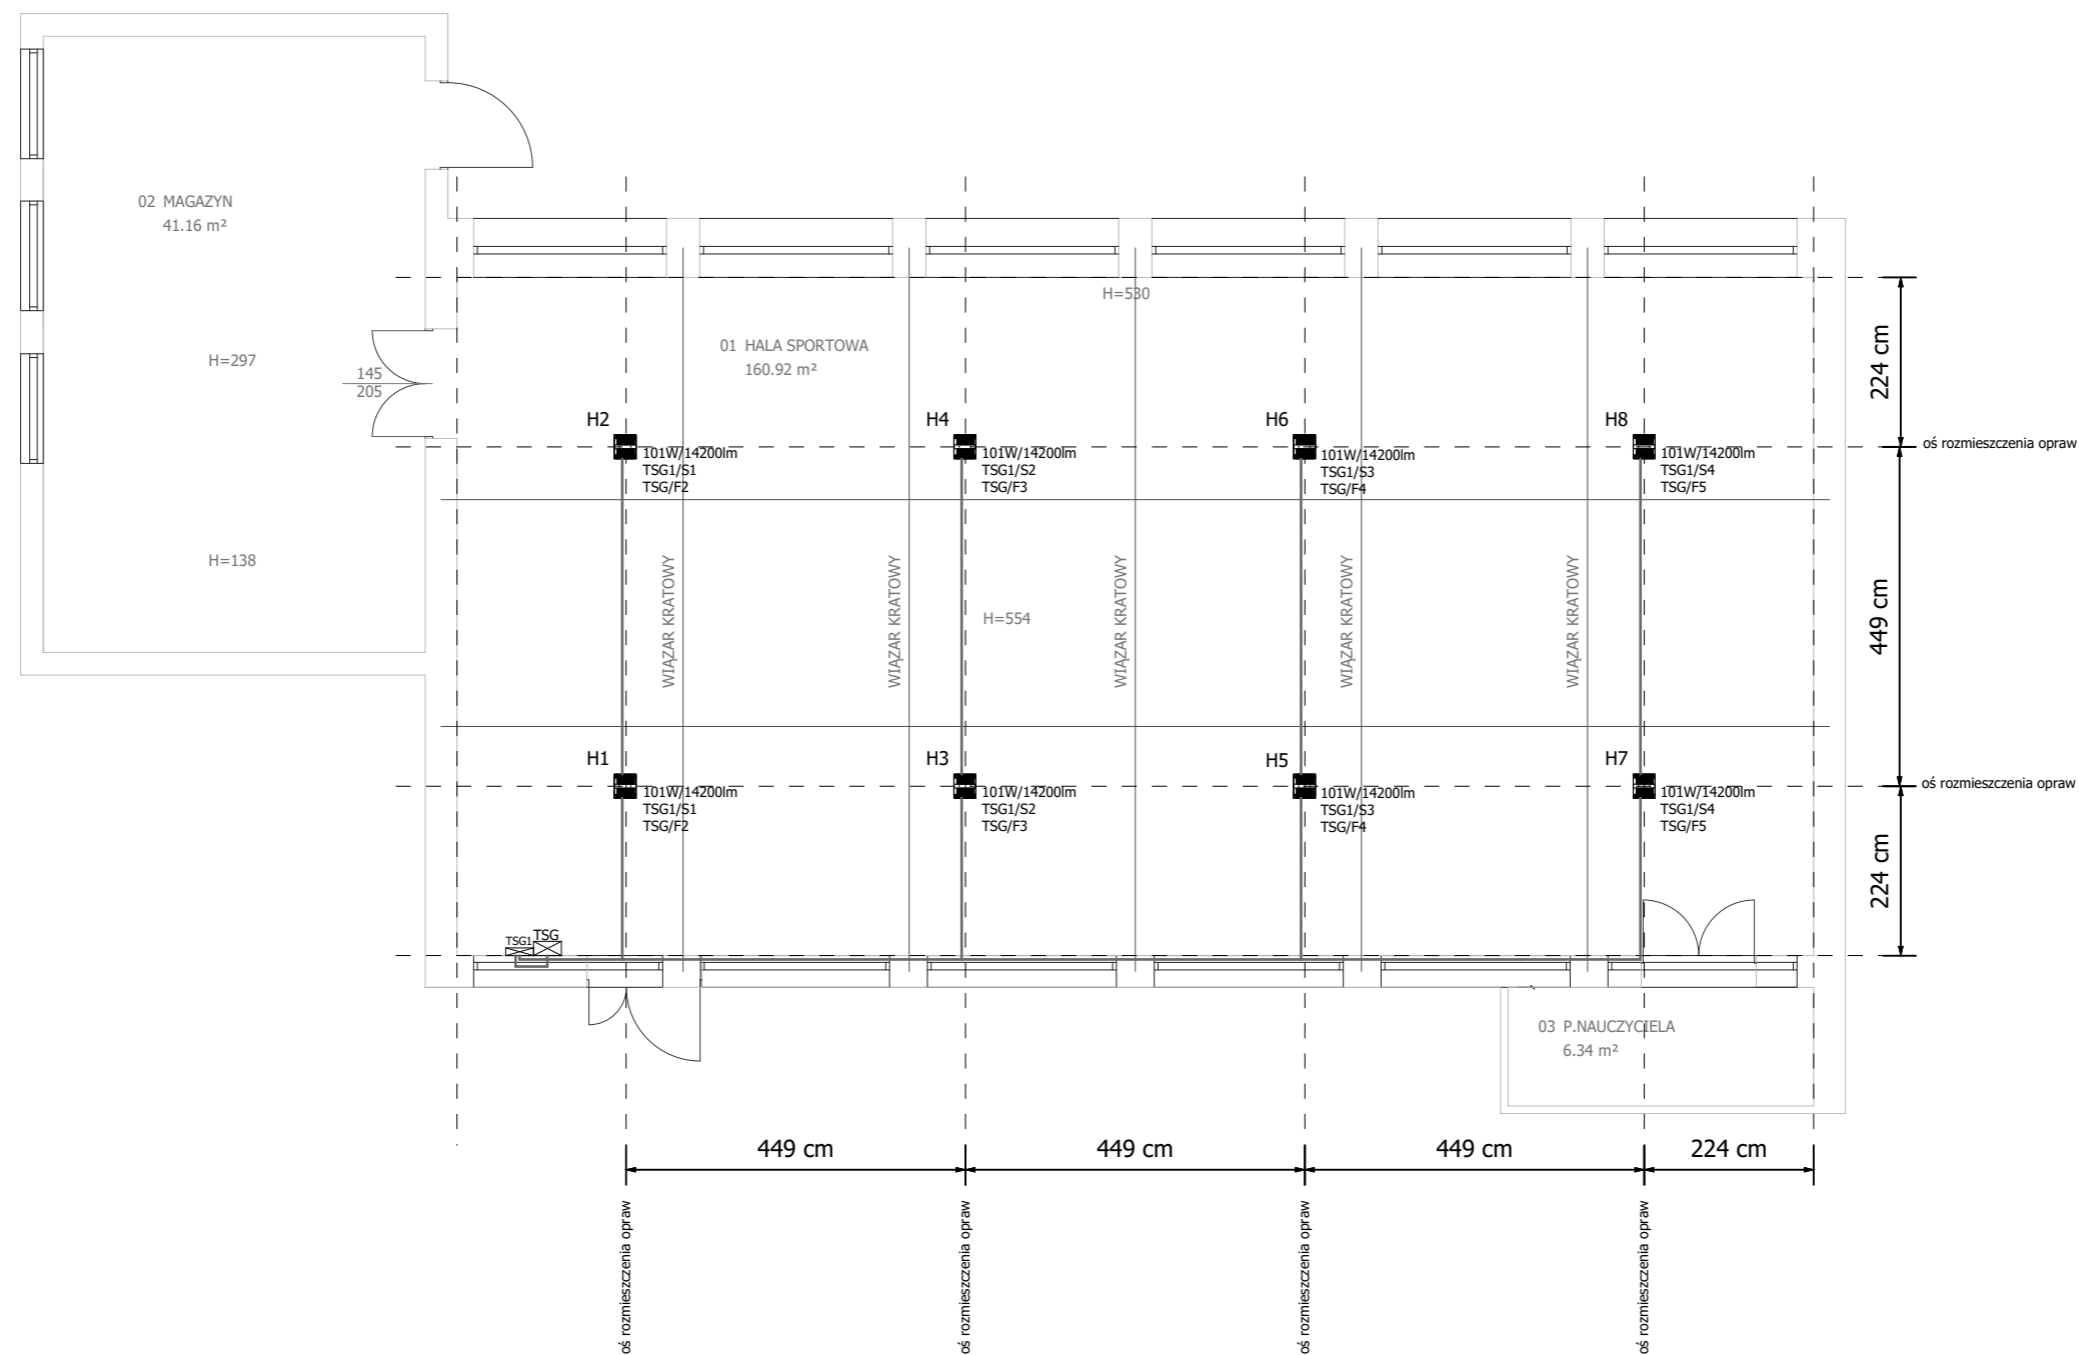 02 MAGAZYN
41.16 m²
H=297
145
205
H=138
H=530
01 HALA SPORTOWA
160.92 m²
H2
101W/14200lm
TSG1/S1
TSG/F2
H4
101W/14200lm
TSG1/S2
TSG/F3
H6
101W/14200lm
TSG1/S3
TSG/F4
H8
101W/14200lm
TSG1/S4
TSG/F5
224 cm
oś rozmieszczenia opraw
WIĄZAR KRATOWY
WIĄZAR KRATOWY
WIĄZAR KRATOWY
WIĄZAR KRATOWY
WIĄZAR KRATOWY
H=554
449 cm
H1
101W/14200lm
TSG1/S1
TSG/F2
H3
101W/14200lm
TSG1/S2
TSG/F3
H5
101W/14200lm
TSG1/S3
TSG/F4
H7
101W/14200lm
TSG1/S4
TSG/F5
oś rozmieszczenia opraw
224 cm
TSG1
TSG
03 P.NAUCZYCIELA
6.34 m²
449 cm
449 cm
449 cm
224 cm
oś rozmieszczenia opraw
oś rozmieszczenia opraw
oś rozmieszczenia opraw
oś rozmieszczenia opraw